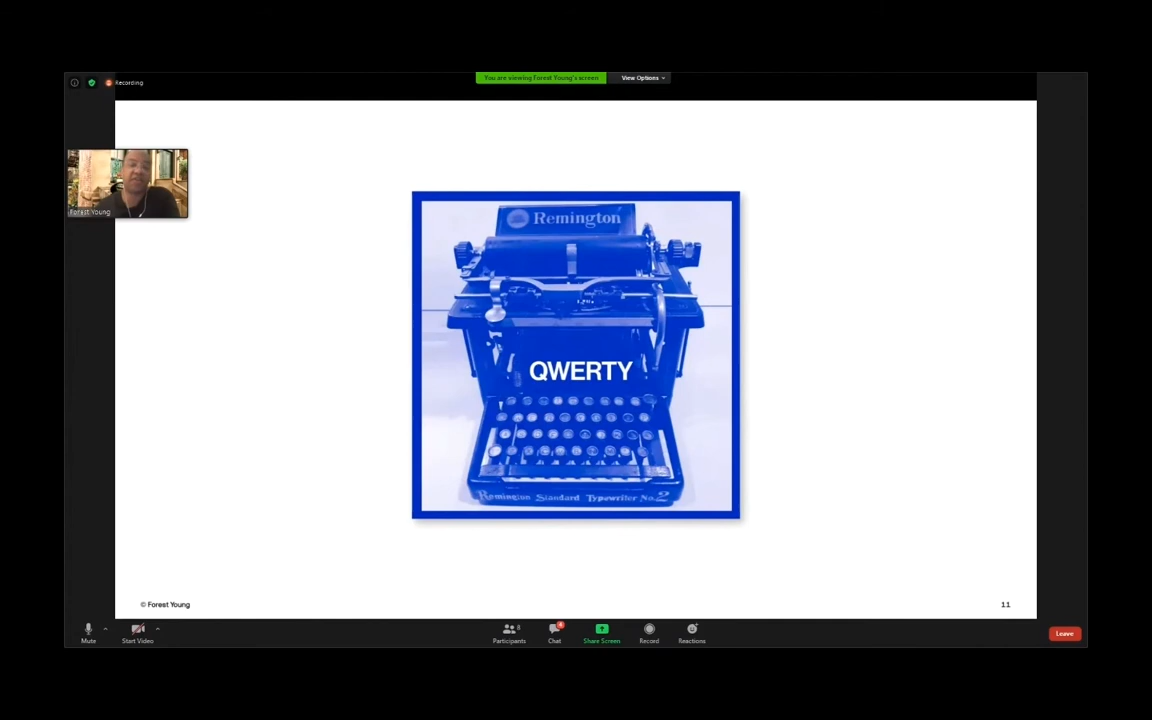 Recording
You are viewing Forest Young's screen
View Options
Forest Young
Remington
QWERTY
Remington Standard Typewriter No. 2
© Forest Young
11
Mute
Start Video
Participants
8
Chat
Share Screen
Record
Reactions
Leave